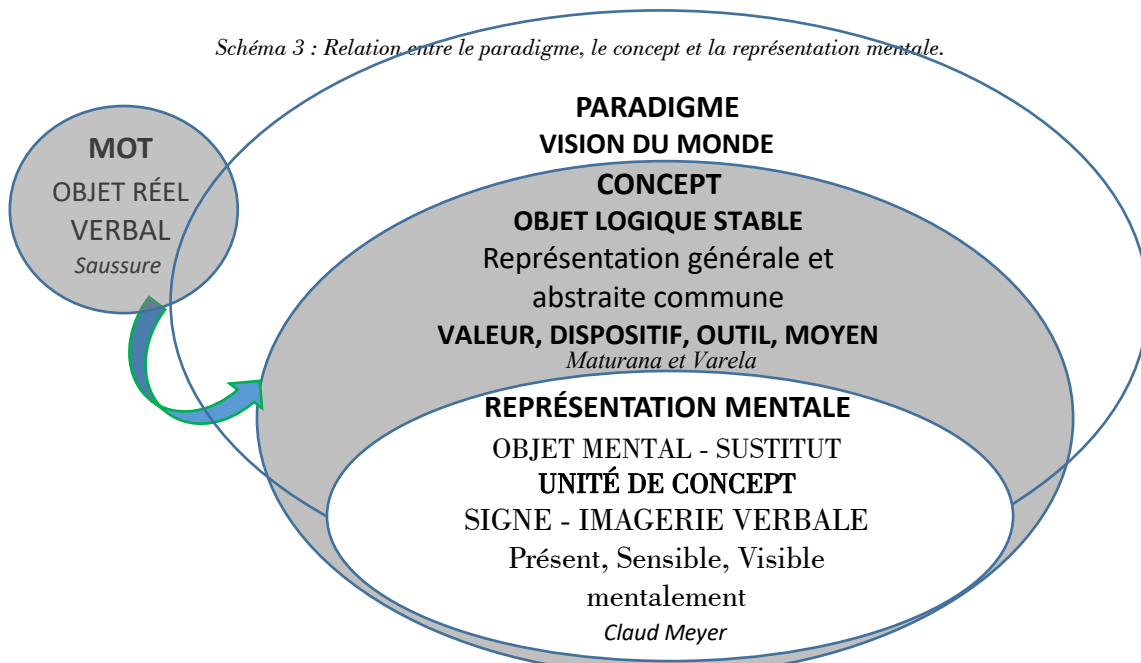 Schéma 3 : Relation entre le paradigme, le concept et la représentation mentale.
MOT
OBJET RÉEL
VERBAL
Saussure
PARADIGME
VISION DU MONDE
CONCEPT
OBJET LOGIQUE STABLE
Représentation générale et
abstraite commune
VALEUR, DISPOSITIF, OUTIL, MOYEN
Maturana et Varela
REPRÉSENTATION MENTALE
OBJET MENTAL - SUSTITUT
UNITÉ DE CONCEPT
SIGNE - IMAGERIE VERBALE
Présent, Sensible, Visible
mentalement
Claud Meyer